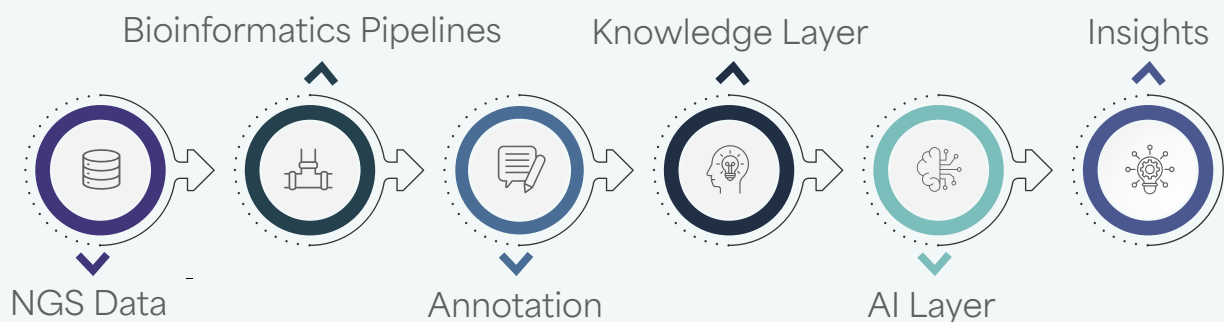 Bioinformatics Pipelines
Knowledge Layer
Insights
NGS Data
Annotation
AI Layer